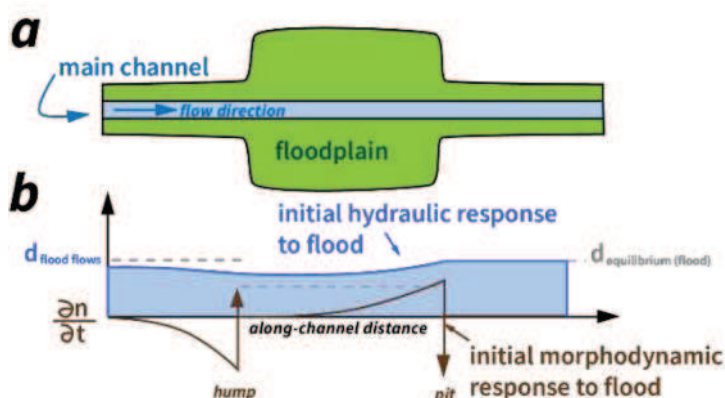 a
main channel
flow direction
floodplain
b
initial hydraulic response
to flood
d flood flows
d equilibrium (flood)
∂n
∂t
along-channel distance
initial morphodynamic
hump
pit
response to flood